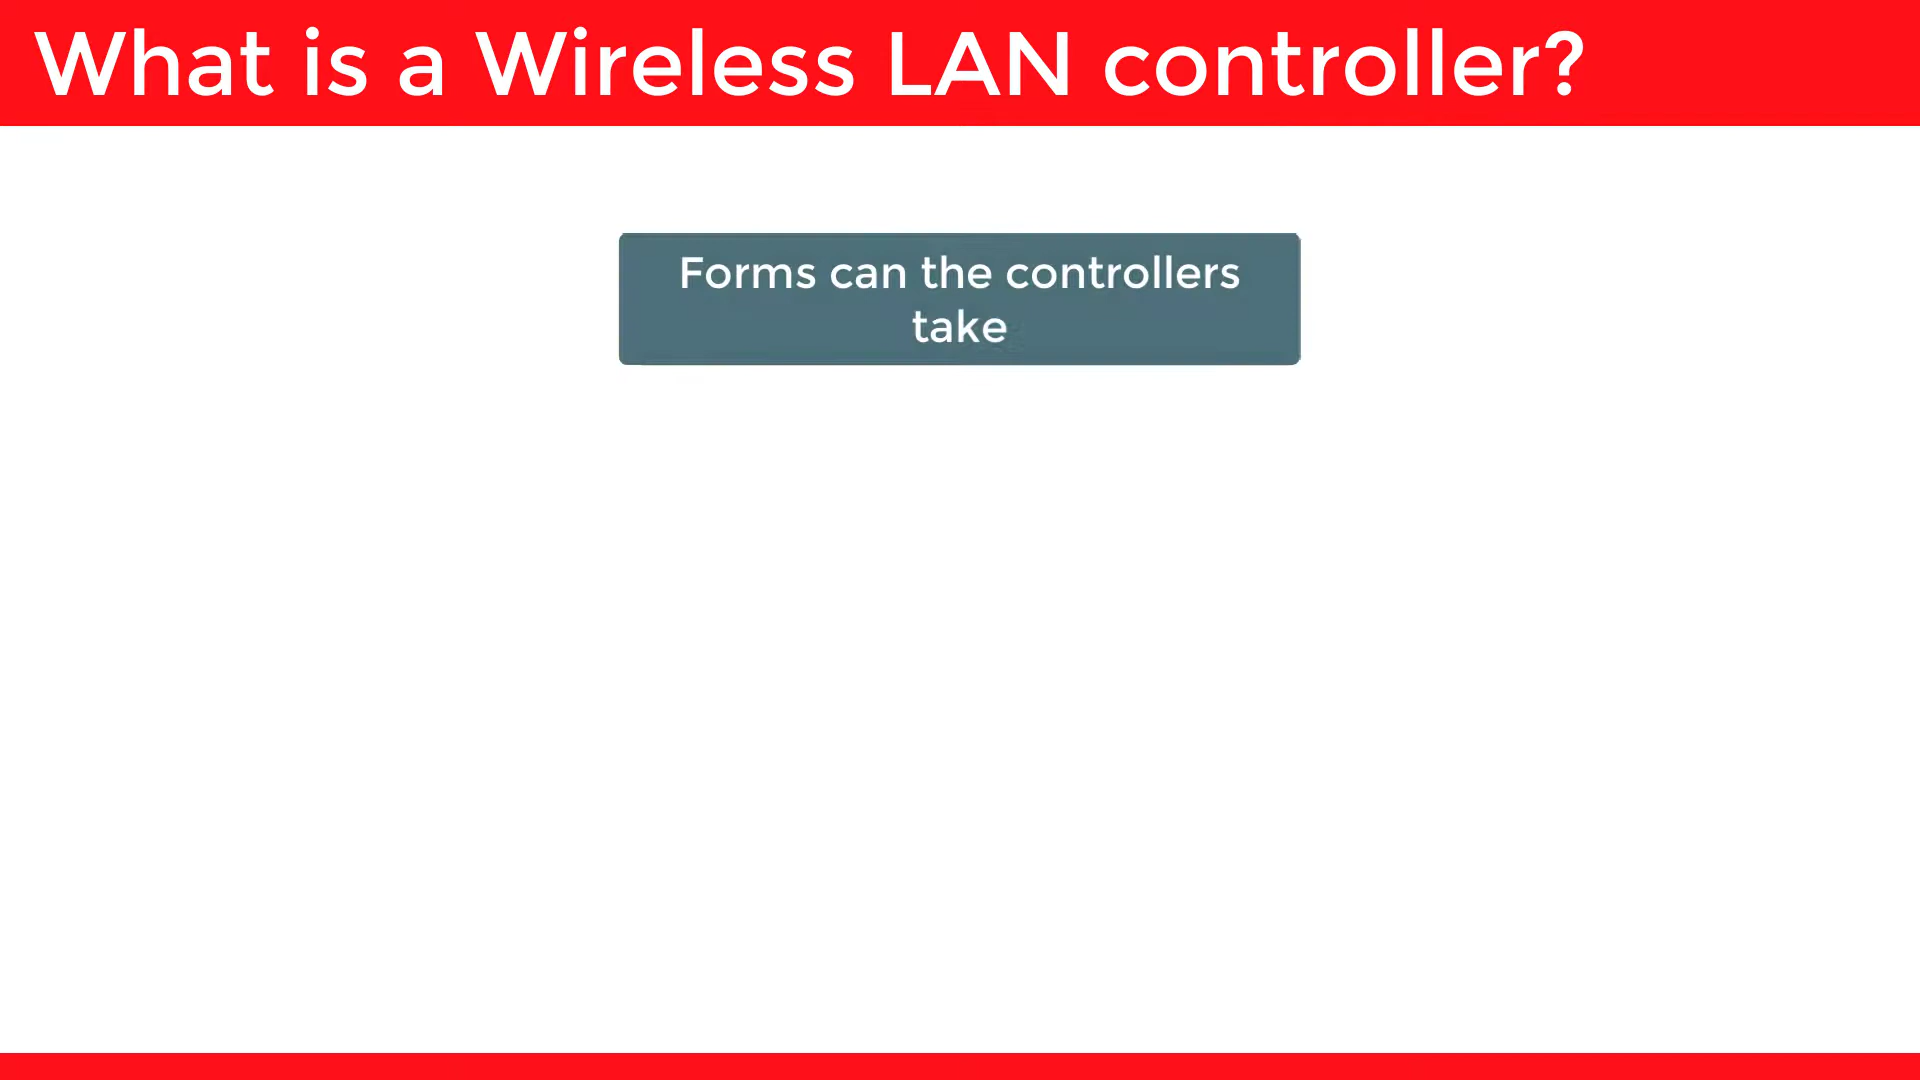 What is a Wireless LAN controller?
Forms can the controllers
take